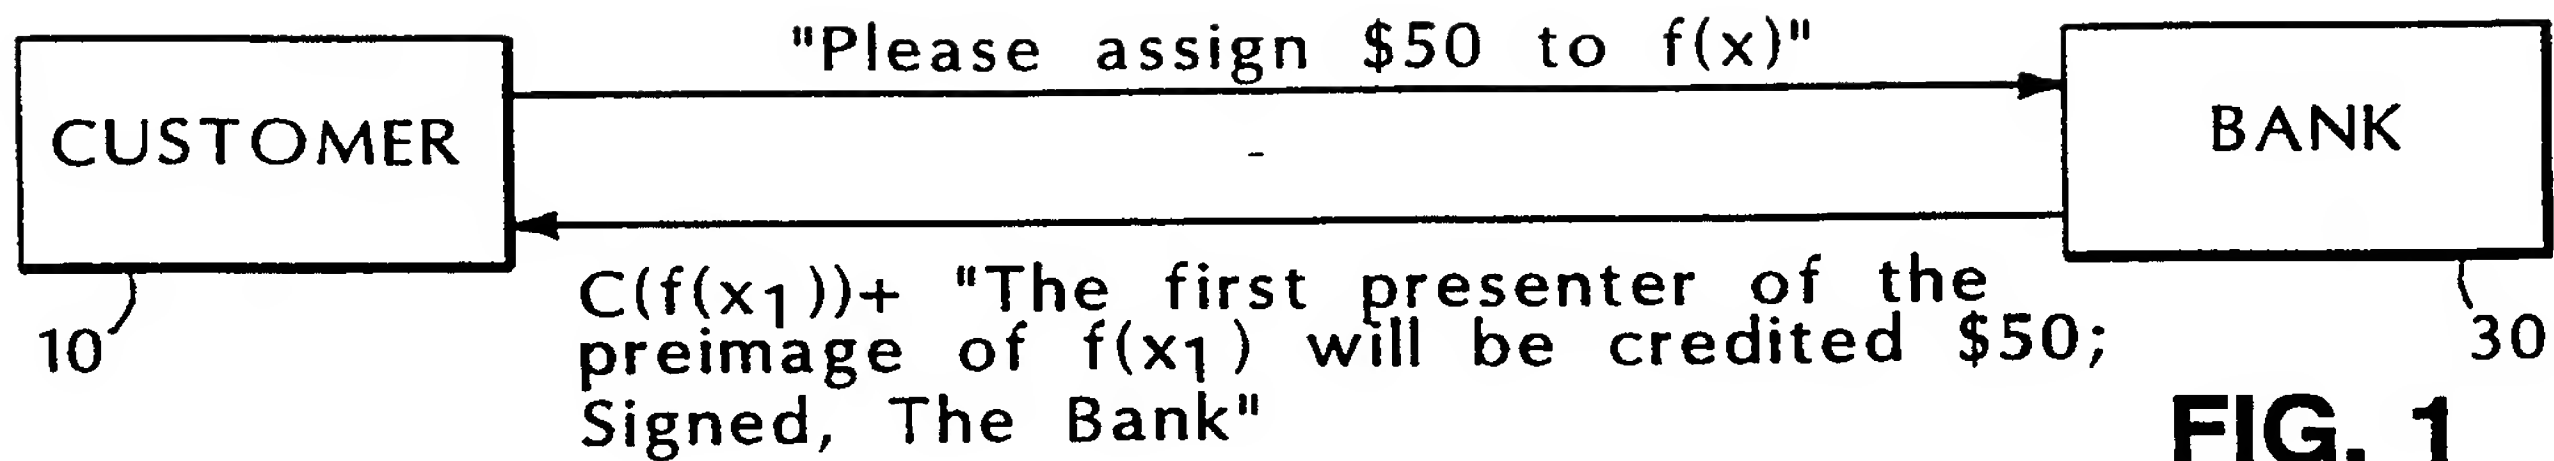 "Please assign $50 to f(x)"
CUSTOMER
BANK
C(f(x₁))+ "The first presenter of the
preimage of f(x₁) will be credited $50;
Signed, The Bank"
10
30
FIG. 1